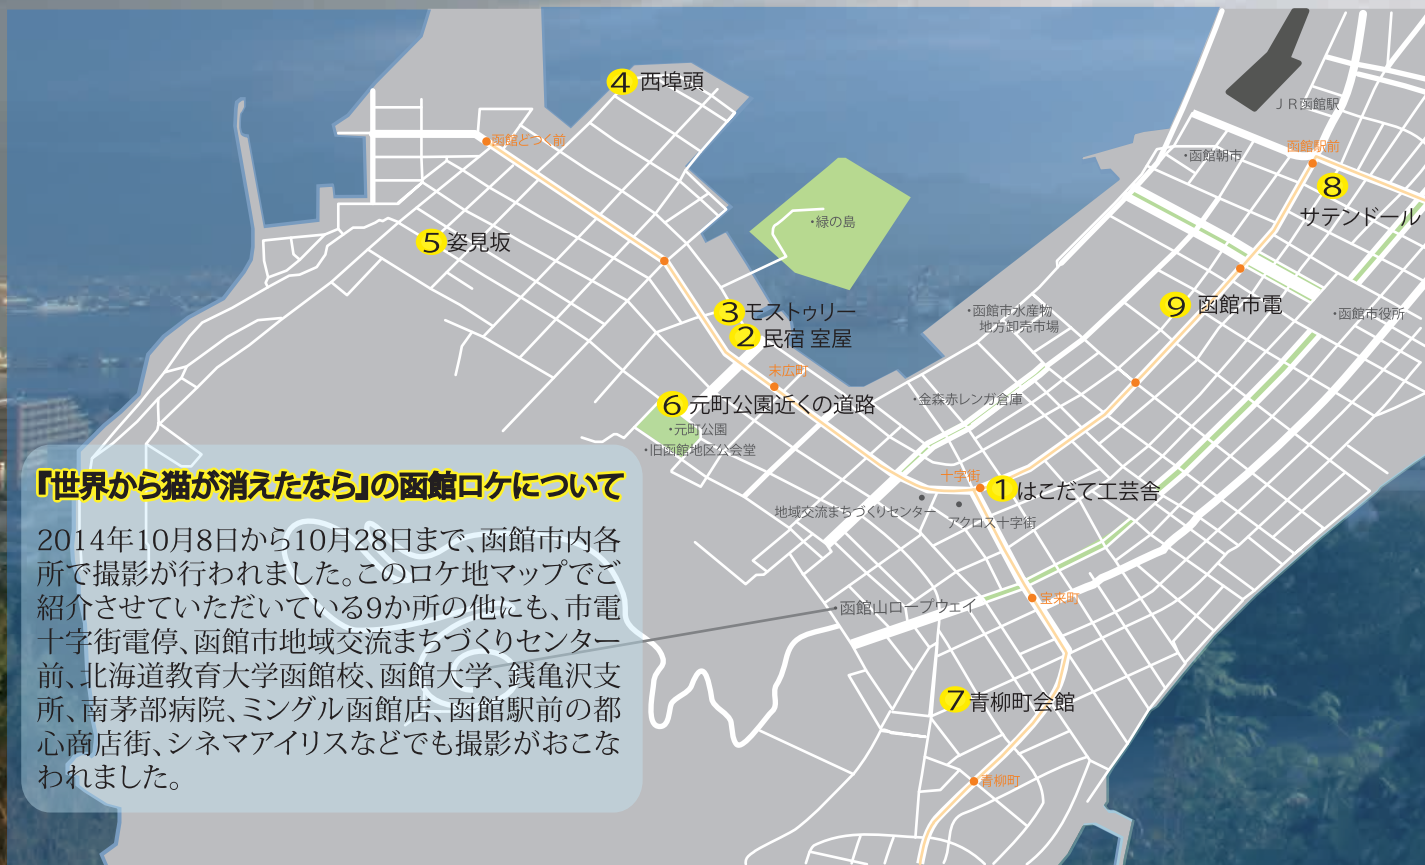 4 西埠頭
JR函館駅
函館どつく前
函館駅前
・函館朝市
8
サテンドール
・緑の島
5 姿見坂
3 モストゥリー
2 民宿 室屋
9 函館市電
・函館市水産物
地方卸売市場
・函館市役所
末広町
6 元町公園近くの道路
・金森赤レンガ倉庫
・元町公園
・旧函館地区公会堂
十字街
1 はこだて工芸舎
地域交流まちづくりセンター
アクロス十字街
宝来町
・函館山ロープウェイ
7 青柳町会館
青柳町
『世界から猫が消えたなら』の函館ロケについて
2014年10月8日から10月28日まで、函館市内各
所で撮影が行われました。このロケ地マップでご
紹介させていただいている9か所の他にも、市電
十字街電停、函館市地域交流まちづくりセンター
前、北海道教育大学函館校、函館大学、銭亀沢支
所、南茅部病院、ミングル函館店、函館駅前の都
心商店街、シネマアイリスなどでも撮影がおこな
われました。